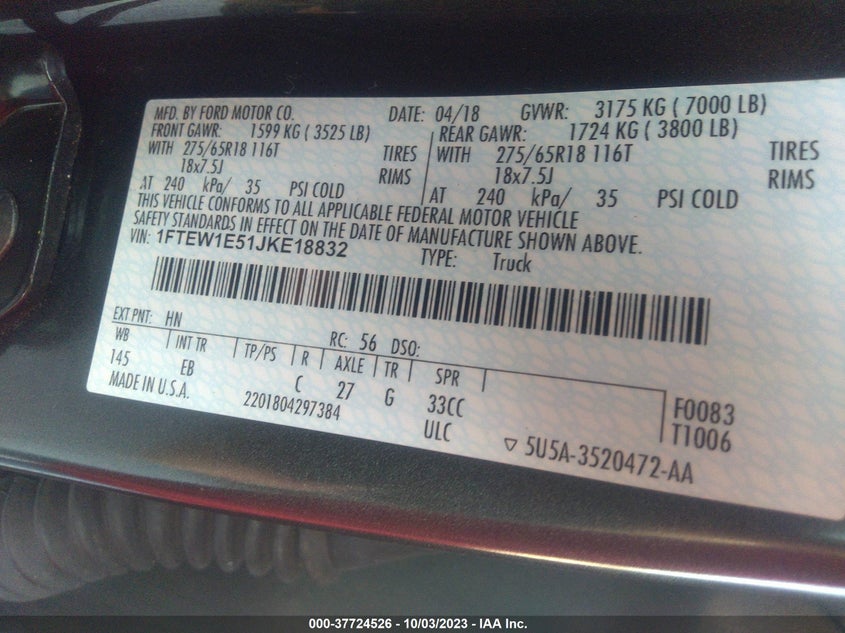 MFD. BY FORD MOTOR CO. DATE: 04/18 GVWR: 3175 KG ( 7000 LB)
FRONT GAWR: 1599 KG ( 3525 LB) REAR GAWR: 1724 KG ( 3800 LB)
WITH 275/65R18 116T TIRES WITH 275/65R18 116T TIRES
18x7.5J RIMS 18x7.5J RIMS
AT 240 kPa/ 35 PSI COLD AT 240 kPa/ 35 PSI COLD
THIS VEHICLE CONFORMS TO ALL APPLICABLE FEDERAL MOTOR VEHICLE
SAFETY STANDARDS IN EFFECT ON THE DATE OF MANUFACTURE SHOWN ABOVE.
VIN: 1FTEW1E51JKE18832 TYPE: Truck
EXT PNT: HN RC: 56 DSO:
WB INT TR TP/PS R AXLE TR SPR
145 EB C 27 G 33CC F0083
MADE IN U.S.A. 2201804297384 ULC T1006
5U5A-3520472-AA
000-37724526 - 10/03/2023 - IAA Inc.